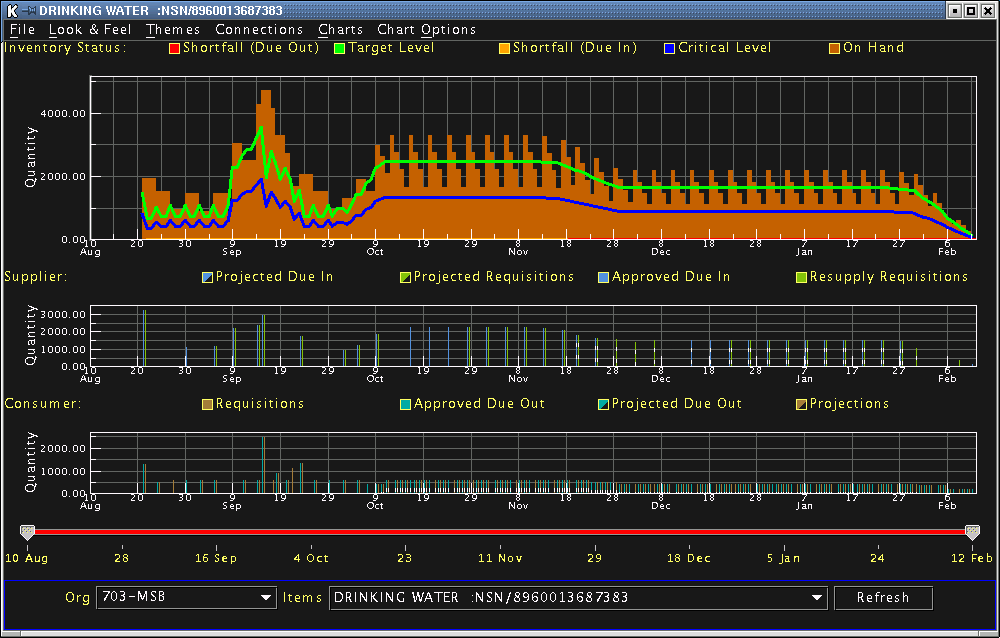 DRINKING WATER :NSN/8960013687383
File Look & Feel Themes Connections Charts Chart Options
Inventory Status: Shortfall (Due Out) Target Level Shortfall (Due In) Critical Level On Hand
Quantity
4000.00
2000.00
0.00
10 20 30 9 19 29 9 19 29 8 18 28 8 18 28 7 17 27 6
Aug Sep Oct Nov Dec Jan Feb
Supplier: Projected Due In Projected Requisitions Approved Due In Resupply Requisitions
Quantity
3000.00
2000.00
1000.00
0.00
10 20 30 9 19 29 9 19 29 8 18 28 8 18 28 7 17 27 6
Aug Sep Oct Nov Dec Jan Feb
Consumer: Requisitions Approved Due Out Projected Due Out Projections
Quantity
2000.00
1000.00
0.00
10 20 30 9 19 29 9 19 29 8 18 28 8 18 28 7 17 27 6
Aug Sep Oct Nov Dec Jan Feb
10 Aug 28 16 Sep 4 Oct 23 11 Nov 29 18 Dec 5 Jan 24 12 Feb
Org 703-MSB Items DRINKING WATER :NSN/8960013687383 Refresh